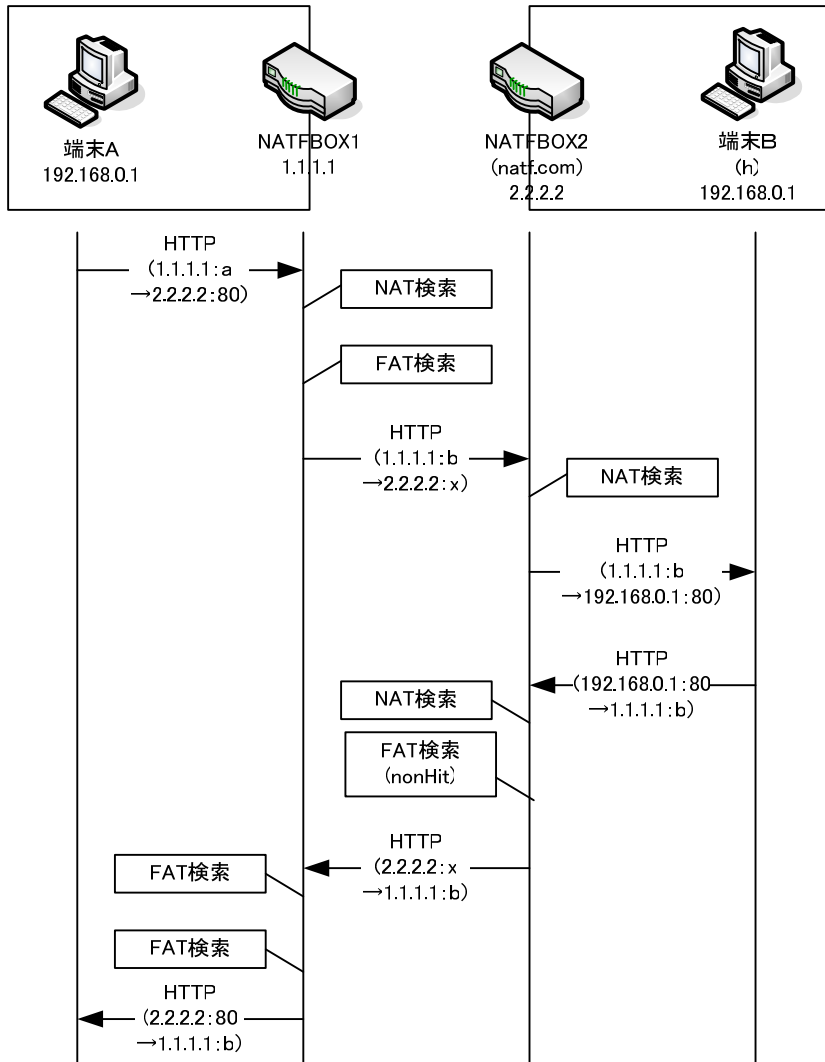 端末A
192.168.0.1
NATFBOX1
1.1.1.1
NATFBOX2
(natf.com)
2.2.2.2
端末B
(h)
192.168.0.1
HTTP
(1.1.1.1:a
→2.2.2.2:80)
NAT検索
FAT検索
HTTP
(1.1.1.1:b
→2.2.2.2:x)
NAT検索
HTTP
(1.1.1.1:b
→192.168.0.1:80)
HTTP
(192.168.0.1:80
→1.1.1.1:b)
NAT検索
FAT検索
(nonHit)
HTTP
(2.2.2.2:x
→1.1.1.1:b)
FAT検索
FAT検索
HTTP
(2.2.2.2:80
→1.1.1.1:b)